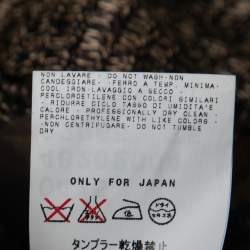 NON LAVARE - DO NOT WASH-NON
CANDEGGIARE- -FERRO A TEMP. MINIMA-
COOL IRON-LAVAGGIO A SECCO -
PERCLOROETILENE CON COLORI SIMILARI
- RIDURRE CICLO TASSO DI UMIDITA'E
CALORE - PROFESSIONALLY DRY CLEAN -
PERCHLORETHYLENE WITH LIKE COLORS-
-NON CENTRIFUGARE- DO NOT TUMBLE
DRY
ONLY FOR JAPAN
ドライ
タンブラー乾燥禁止